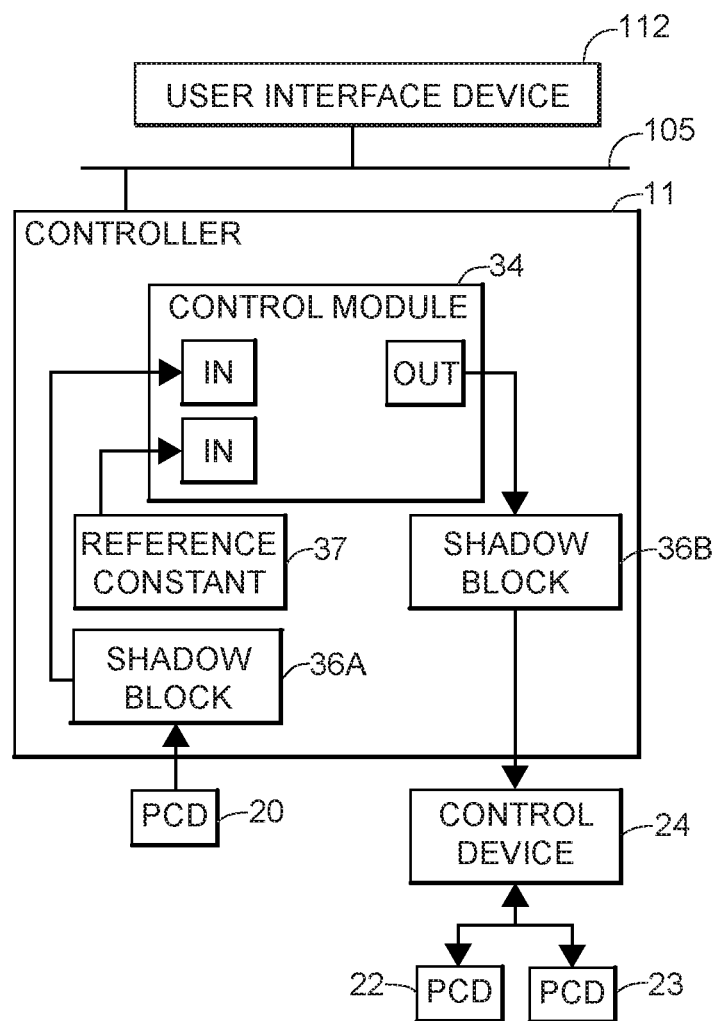 112
USER INTERFACE DEVICE
105
11
CONTROLLER
34
CONTROL MODULE
IN
OUT
IN
REFERENCE
CONSTANT
37
SHADOW
BLOCK
36B
SHADOW
BLOCK
36A
PCD
20
CONTROL
DEVICE
24
22
PCD
PCD
23